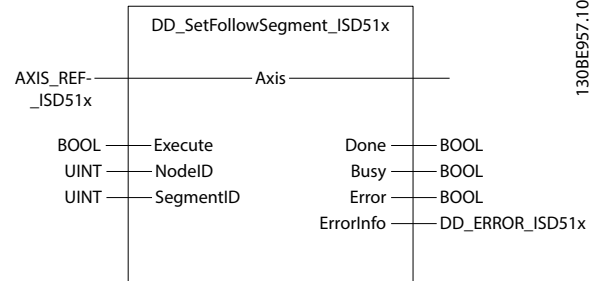 DD_SetFollowSegment_ISD51x
AXIS_REF-
_ISD51x
Axis
BOOL Execute Done BOOL
UINT NodeID Busy BOOL
UINT SegmentID Error BOOL
ErrorInfo DD_ERROR_ISD51x
130BE957.10